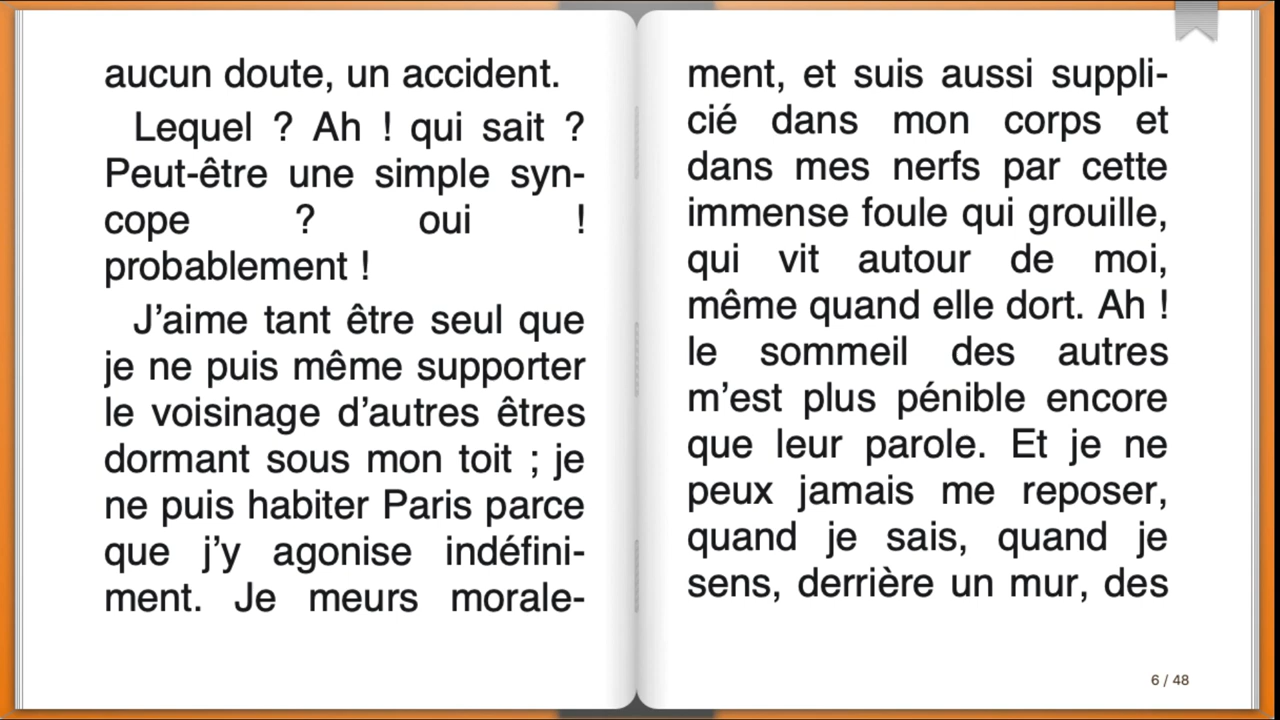 aucun doute, un accident.
Lequel ? Ah ! qui sait ?
Peut-être une simple syn-
cope ? oui !
probablement !
J’aime tant être seul que
je ne puis même supporter
le voisinage d’autres êtres
dormant sous mon toit ; je
ne puis habiter Paris parce
que j’y agonise indéfini-
ment. Je meurs morale-
ment, et suis aussi suppli-
cié dans mon corps et
dans mes nerfs par cette
immense foule qui grouille,
qui vit autour de moi,
même quand elle dort. Ah !
le sommeil des autres
m’est plus pénible encore
que leur parole. Et je ne
peux jamais me reposer,
quand je sais, quand je
sens, derrière un mur, des
6 / 48